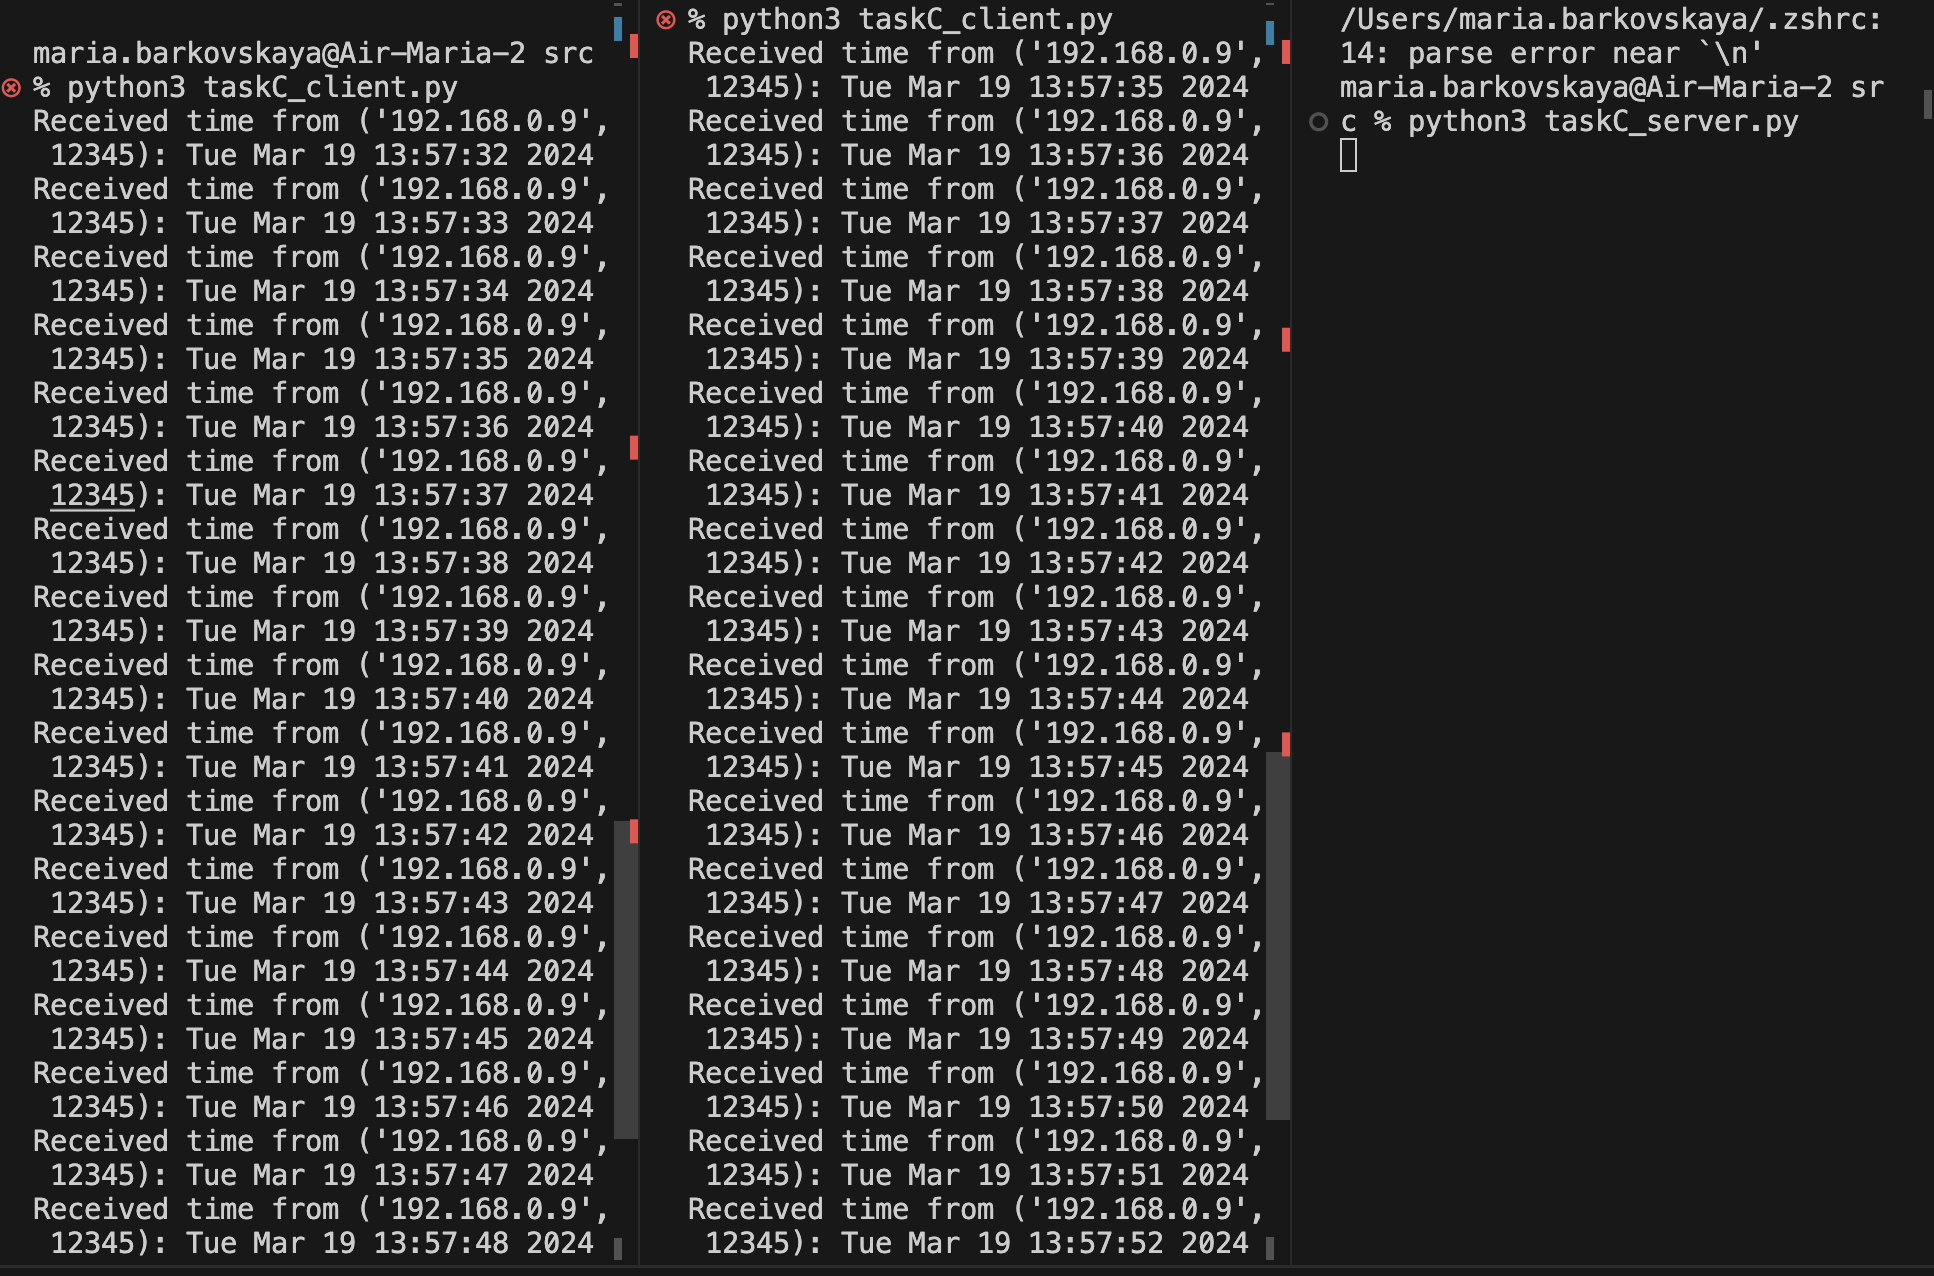 maria.barkovskaya@Air-Maria-2 src
% python3 taskC_client.py
Received time from ('192.168.0.9',
12345): Tue Mar 19 13:57:32 2024
Received time from ('192.168.0.9',
12345): Tue Mar 19 13:57:33 2024
Received time from ('192.168.0.9',
12345): Tue Mar 19 13:57:34 2024
Received time from ('192.168.0.9',
12345): Tue Mar 19 13:57:35 2024
Received time from ('192.168.0.9',
12345): Tue Mar 19 13:57:36 2024
Received time from ('192.168.0.9',
12345): Tue Mar 19 13:57:37 2024
Received time from ('192.168.0.9',
12345): Tue Mar 19 13:57:38 2024
Received time from ('192.168.0.9',
12345): Tue Mar 19 13:57:39 2024
Received time from ('192.168.0.9',
12345): Tue Mar 19 13:57:40 2024
Received time from ('192.168.0.9',
12345): Tue Mar 19 13:57:41 2024
Received time from ('192.168.0.9',
12345): Tue Mar 19 13:57:42 2024
Received time from ('192.168.0.9',
12345): Tue Mar 19 13:57:43 2024
Received time from ('192.168.0.9',
12345): Tue Mar 19 13:57:44 2024
Received time from ('192.168.0.9',
12345): Tue Mar 19 13:57:45 2024
Received time from ('192.168.0.9',
12345): Tue Mar 19 13:57:46 2024
Received time from ('192.168.0.9',
12345): Tue Mar 19 13:57:47 2024
Received time from ('192.168.0.9',
12345): Tue Mar 19 13:57:48 2024
% python3 taskC_client.py
Received time from ('192.168.0.9',
12345): Tue Mar 19 13:57:35 2024
Received time from ('192.168.0.9',
12345): Tue Mar 19 13:57:36 2024
Received time from ('192.168.0.9',
12345): Tue Mar 19 13:57:37 2024
Received time from ('192.168.0.9',
12345): Tue Mar 19 13:57:38 2024
Received time from ('192.168.0.9',
12345): Tue Mar 19 13:57:39 2024
Received time from ('192.168.0.9',
12345): Tue Mar 19 13:57:40 2024
Received time from ('192.168.0.9',
12345): Tue Mar 19 13:57:41 2024
Received time from ('192.168.0.9',
12345): Tue Mar 19 13:57:42 2024
Received time from ('192.168.0.9',
12345): Tue Mar 19 13:57:43 2024
Received time from ('192.168.0.9',
12345): Tue Mar 19 13:57:44 2024
Received time from ('192.168.0.9',
12345): Tue Mar 19 13:57:45 2024
Received time from ('192.168.0.9',
12345): Tue Mar 19 13:57:46 2024
Received time from ('192.168.0.9',
12345): Tue Mar 19 13:57:47 2024
Received time from ('192.168.0.9',
12345): Tue Mar 19 13:57:48 2024
Received time from ('192.168.0.9',
12345): Tue Mar 19 13:57:49 2024
Received time from ('192.168.0.9',
12345): Tue Mar 19 13:57:50 2024
Received time from ('192.168.0.9',
12345): Tue Mar 19 13:57:51 2024
Received time from ('192.168.0.9',
12345): Tue Mar 19 13:57:52 2024
/Users/maria.barkovskaya/.zshrc:
14: parse error near `\n'
maria.barkovskaya@Air-Maria-2 sr
c % python3 taskC_server.py